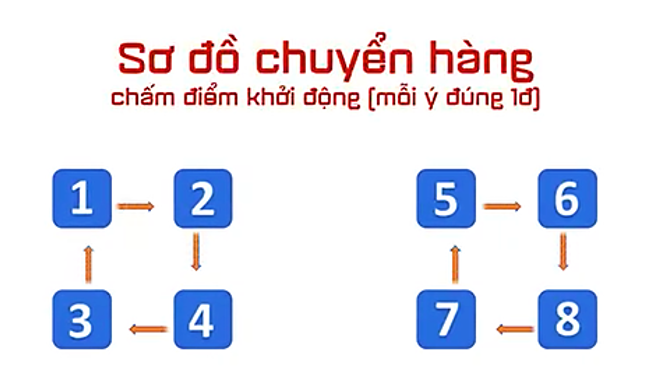 Sơ đồ chuyển hàng
chấm điểm khởi động (mỗi ý đúng 1đ)
1 2 5 6
3 4 7 8